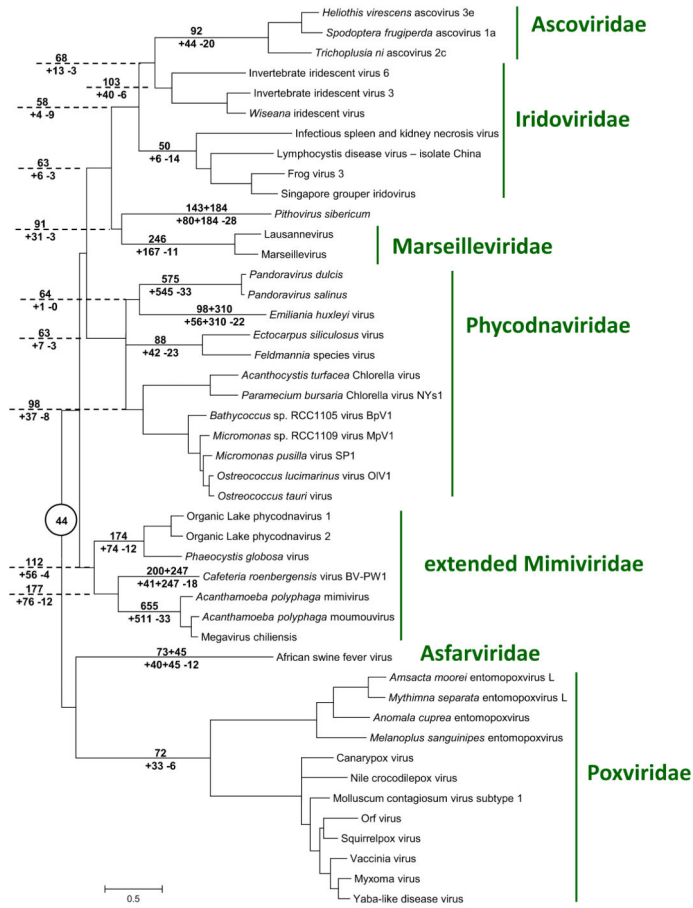 Heliothis virescens ascovirus 3e
92
Ascoviridae
Spodoptera frugiperda ascovirus 1a
+44 -20
Trichoplusia ni ascovirus 2c
68
+13 -3
Invertebrate iridescent virus 6
103
+40 -6
Invertebrate iridescent virus 3
58
+4 -9
Wiseana iridescent virus
Iridoviridae
Infectious spleen and kidney necrosis virus
50
+6 -14
Lymphocystis disease virus – isolate China
63
+6 -3
Frog virus 3
Singapore grouper iridovirus
143+184
+80+184 -28
Pithovirus sibericum
91
+31 -3
Lausannevirus
246
+167 -11
Marseilleviridae
Marseillevirus
575
+545 -33
Pandoravirus dulcis
64
+1 -0
Pandoravirus salinus
98+310
+56+310 -22
Emiliania huxleyi virus
Phycodnaviridae
63
+7 -3
Ectocarpus siliculosus virus
88
+42 -23
Feldmannia species virus
Acanthocystis turfacea Chlorella virus
Paramecium bursaria Chlorella virus NYs1
98
+37 -8
Bathycoccus sp. RCC1105 virus BpV1
Micromonas sp. RCC1109 virus MpV1
Micromonas pusilla virus SP1
Ostreococcus lucimarinus virus OlV1
Ostreococcus tauri virus
44
Organic Lake phycodnavirus 1
174
+74 -12
Organic Lake phycodnavirus 2
Phaeocystis globosa virus
extended Mimiviridae
112
+56 -4
200+247
+41+247 -18
Cafeteria roenbergensis virus BV-PW1
177
+76 -12
Acanthamoeba polyphaga mimivirus
655
+511 -33
Acanthamoeba polyphaga moumouvirus
Megavirus chiliensis
73+45
+40+45 -12
African swine fever virus
Asfarviridae
Amsacta moorei entomopoxvirus L
Mythimna separata entomopoxvirus L
Anomala cuprea entomopoxvirus
Melanoplus sanguinipes entomopoxvirus
72
+33 -6
Canarypox virus
Nile crocodilepox virus
Poxviridae
Molluscum contagiosum virus subtype 1
Orf virus
Squirrelpox virus
Vaccinia virus
Myxoma virus
Yaba-like disease virus
0.5